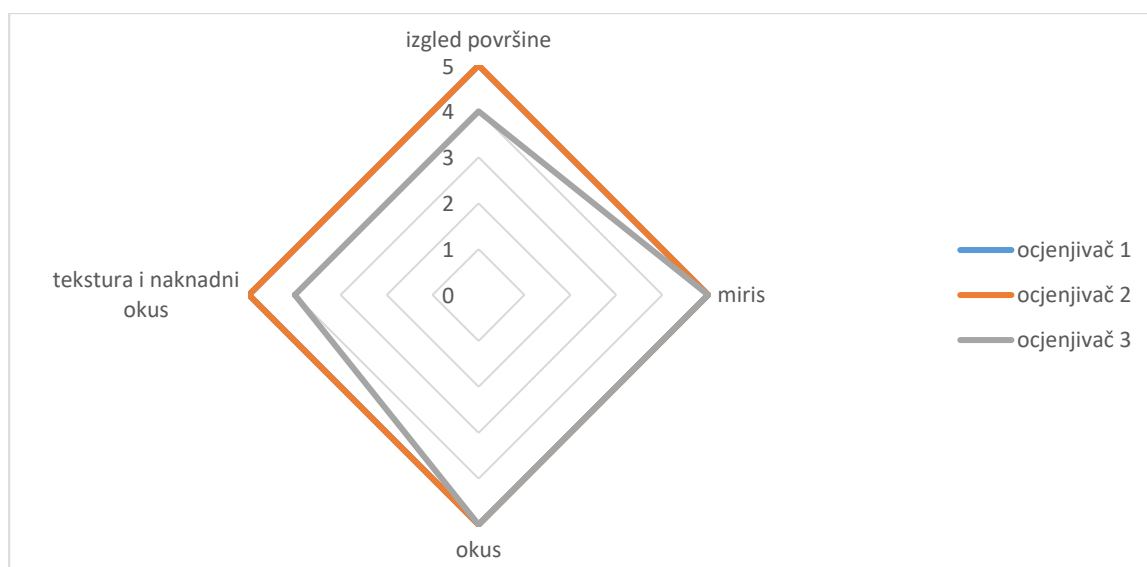 izgled površine
5
4
3
2
1
0
tekstura i naknadni
okus
miris
okus
ocjenjivač 1
ocjenjivač 2
ocjenjivač 3